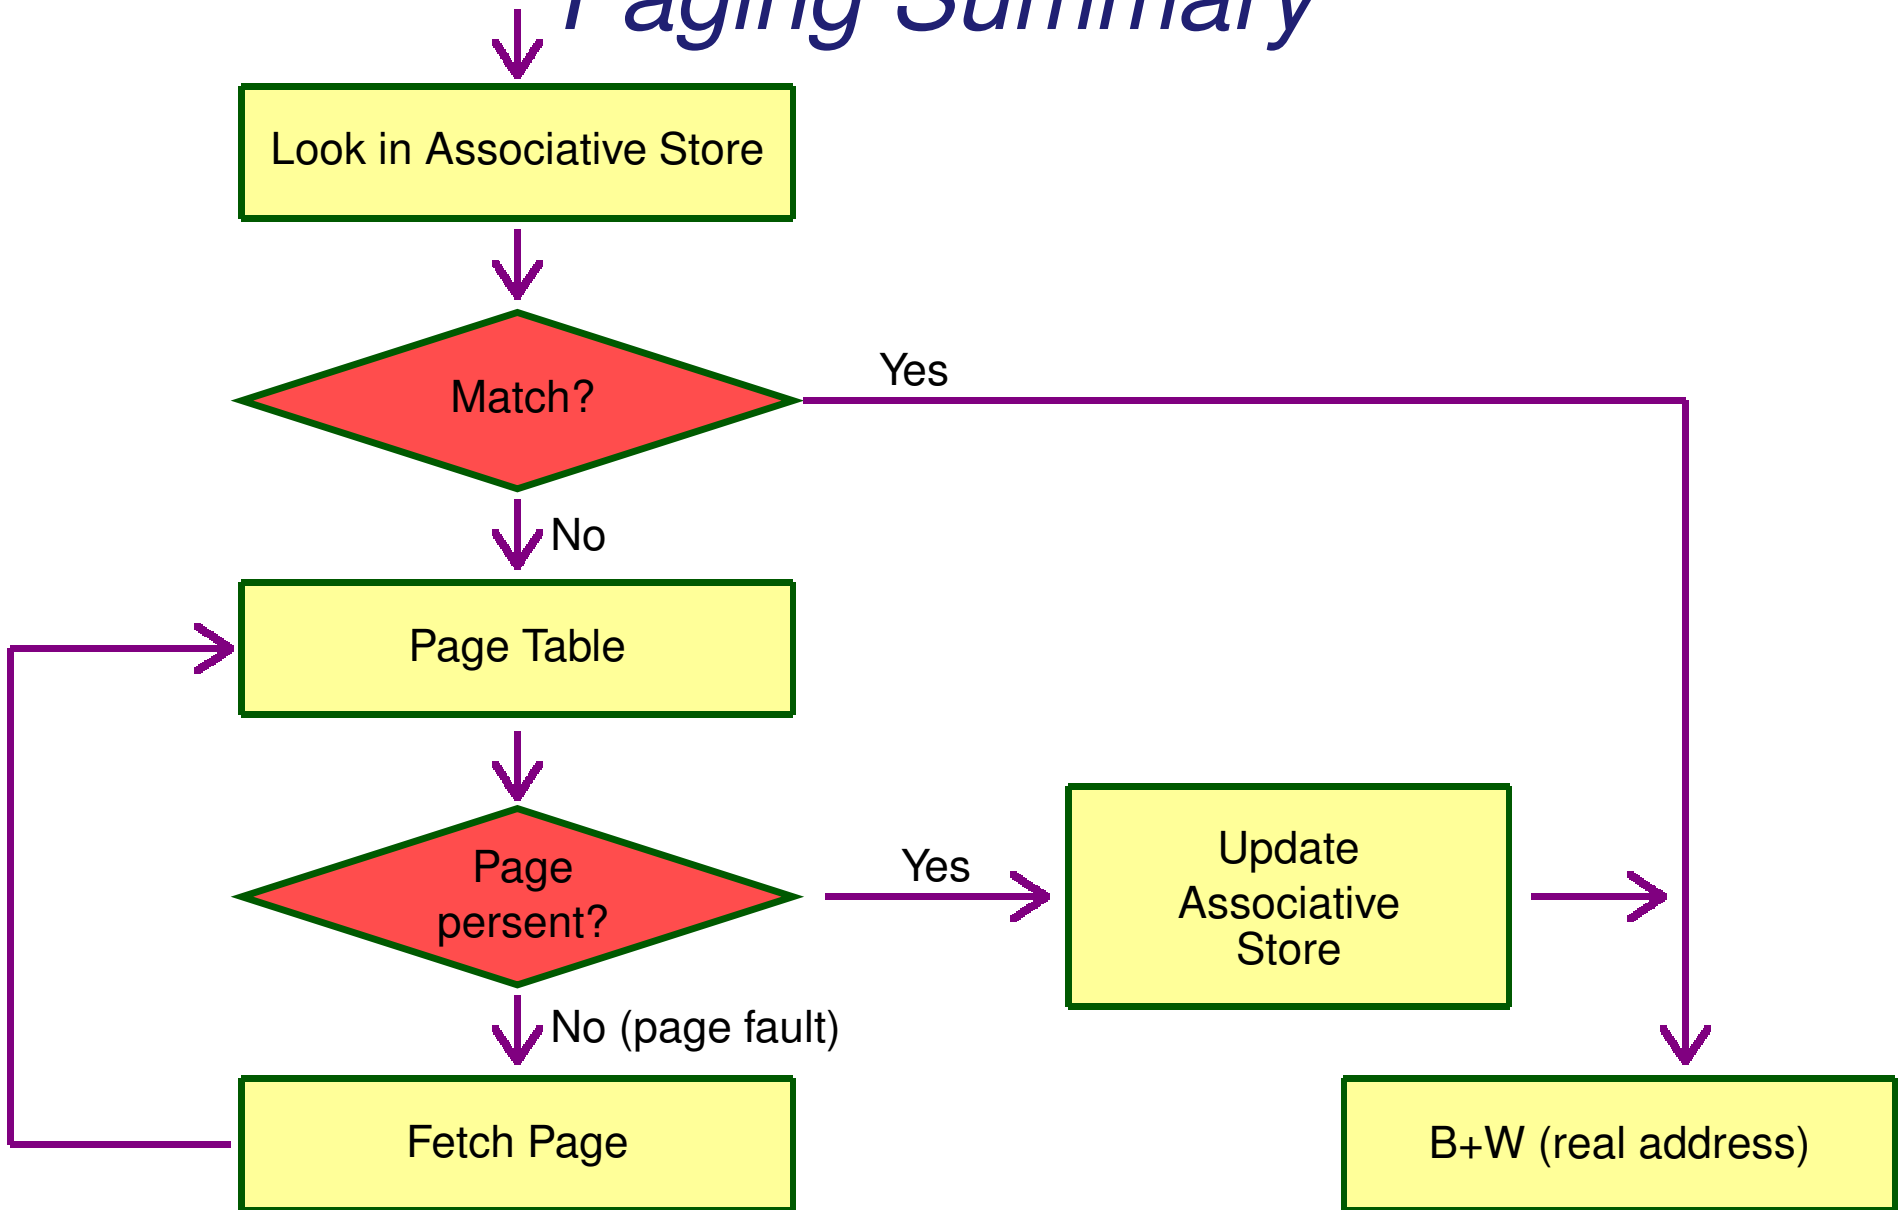 Paging Summary
Look in Associative Store
Match?
Yes
No
Page Table
Page
persent?
Yes
Update
Associative
Store
No (page fault)
Fetch Page
B+W (real address)